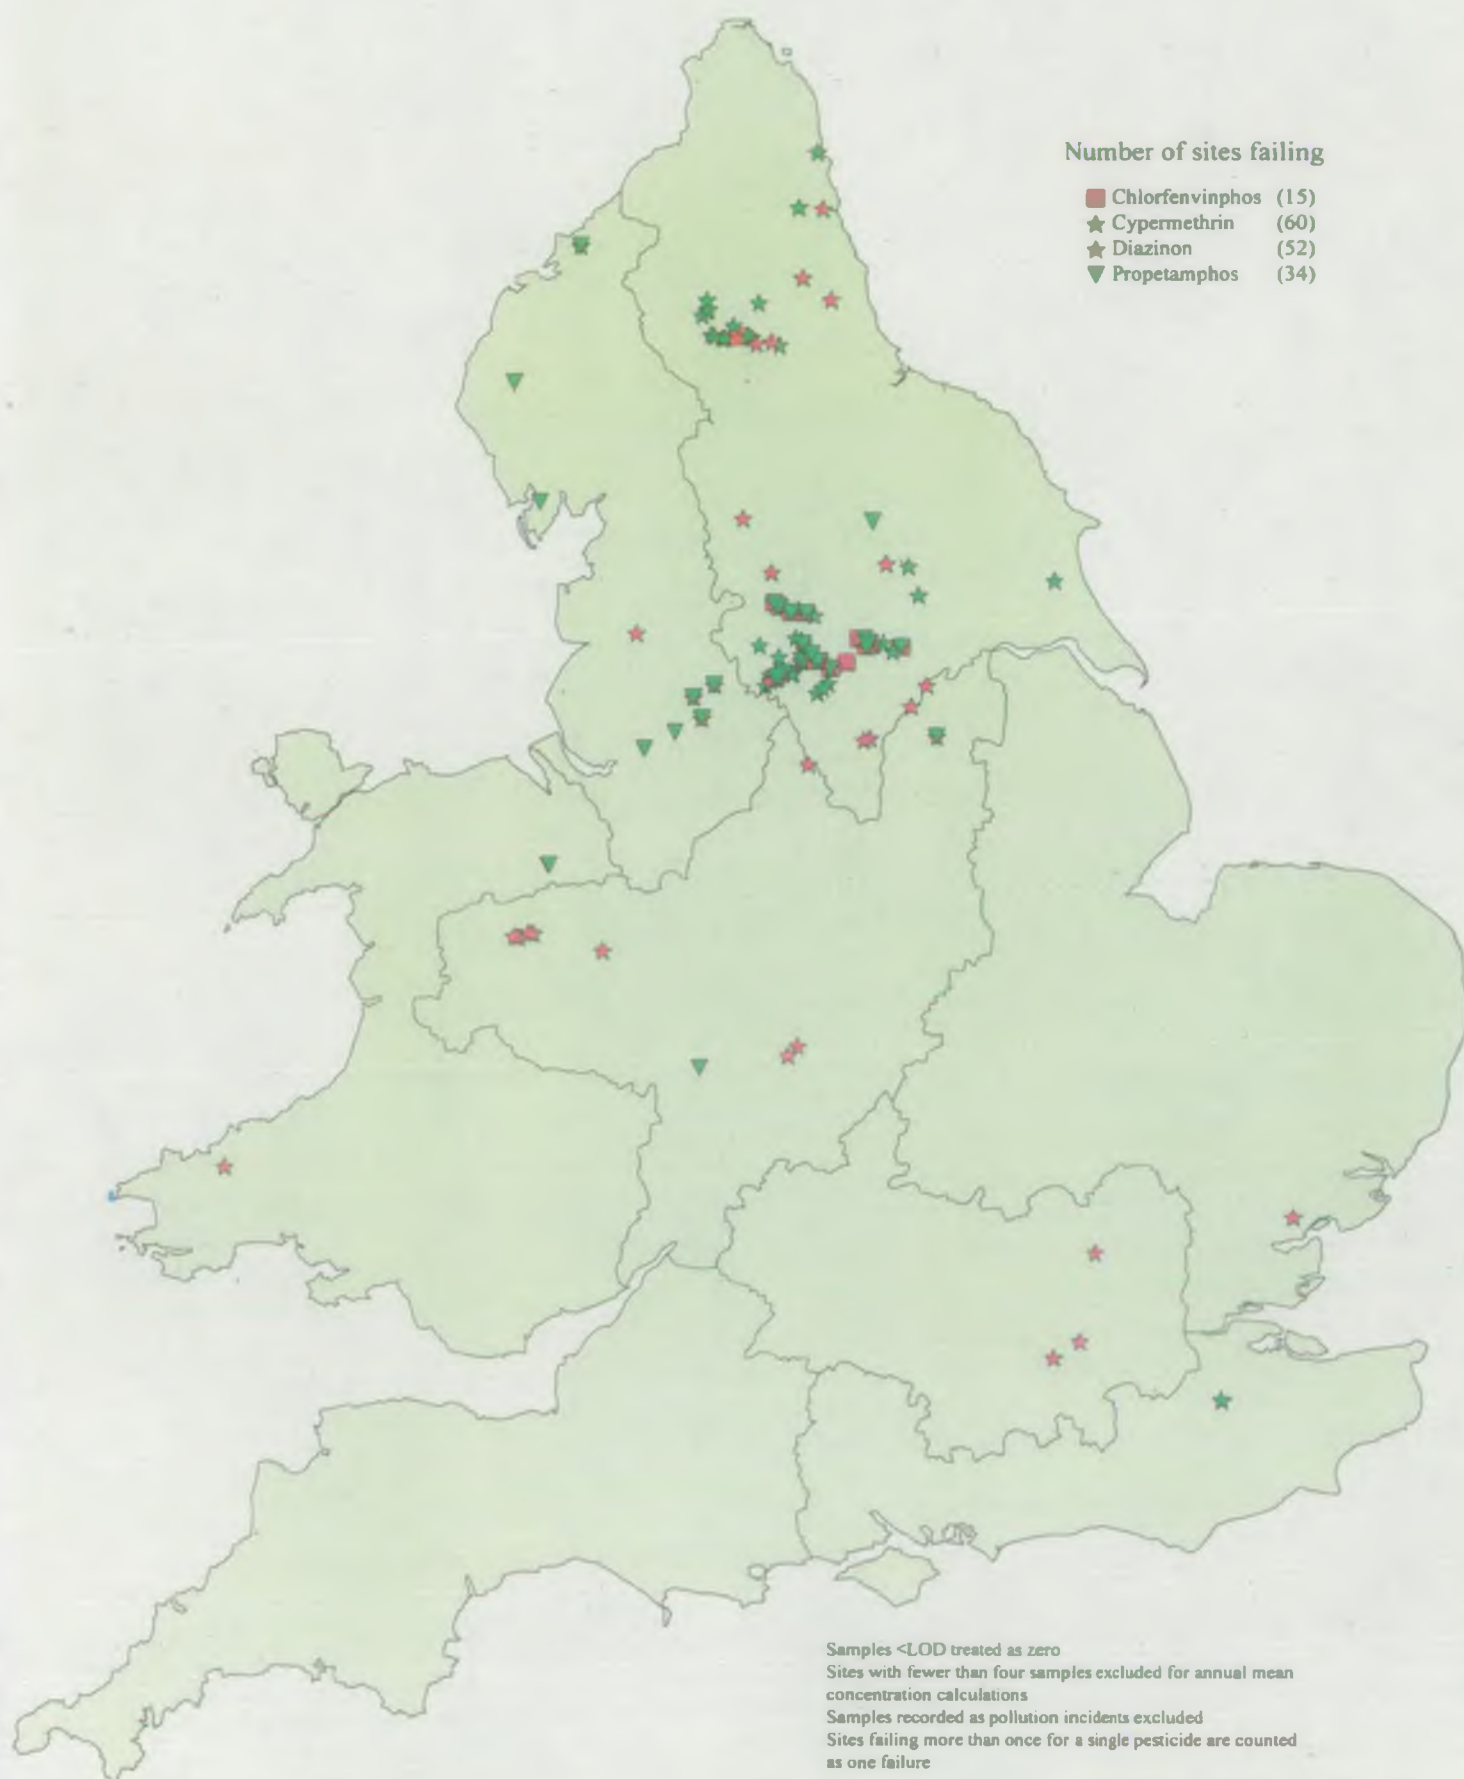 Number of sites failing
Chlorfenvinphos (15)
Cypermethrin (60)
Diazinon (52)
Propetamphos (34)
Samples <LOD treated as zero
Sites with fewer than four samples excluded for annual mean
concentration calculations
Samples recorded as pollution incidents excluded
Sites failing more than once for a single pesticide are counted
as one failure